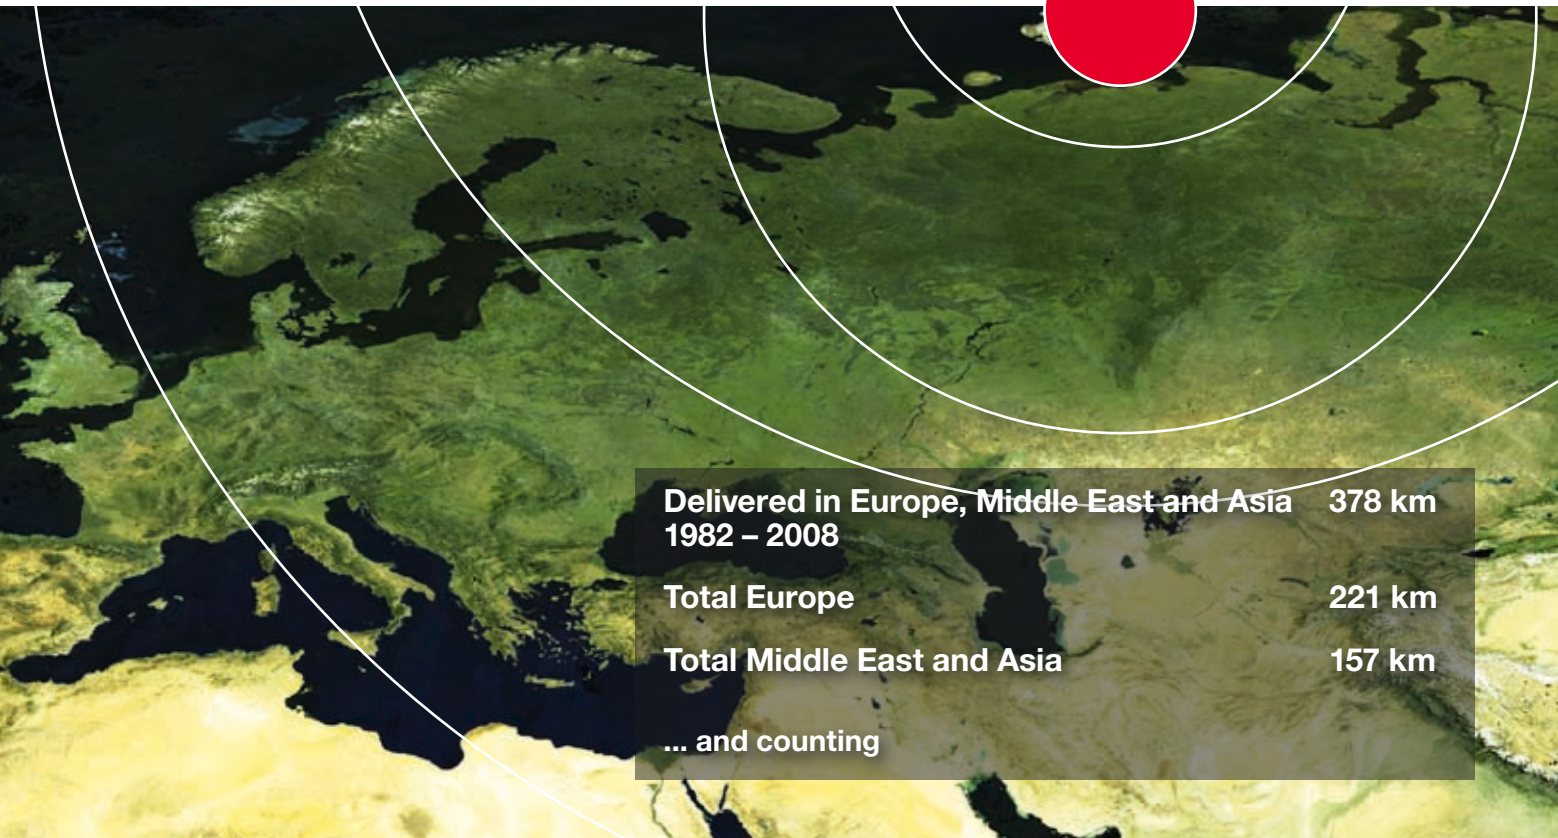 Delivered in Europe, Middle East and Asia 378 km
1982 – 2008
Total Europe 221 km
Total Middle East and Asia 157 km
... and counting